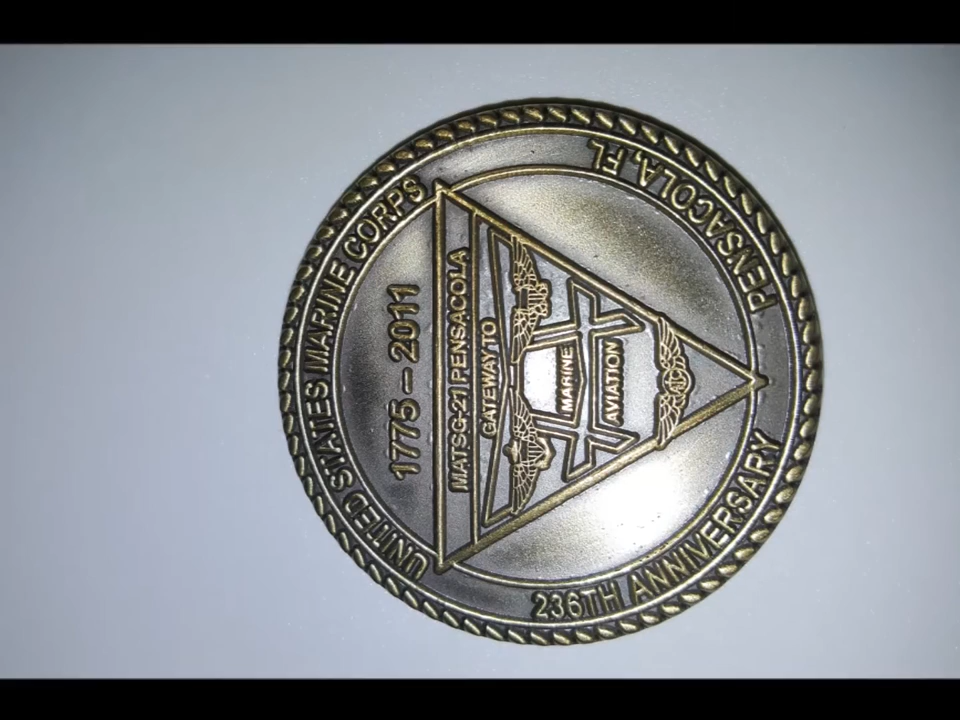 UNITED STATES MARINE CORPS
1775 – 2011
MATSG-21 PENSACOLA
GATEWAY TO
MARINE
AVIATION
236TH ANNIVERSARY
PENSACOLA, FL